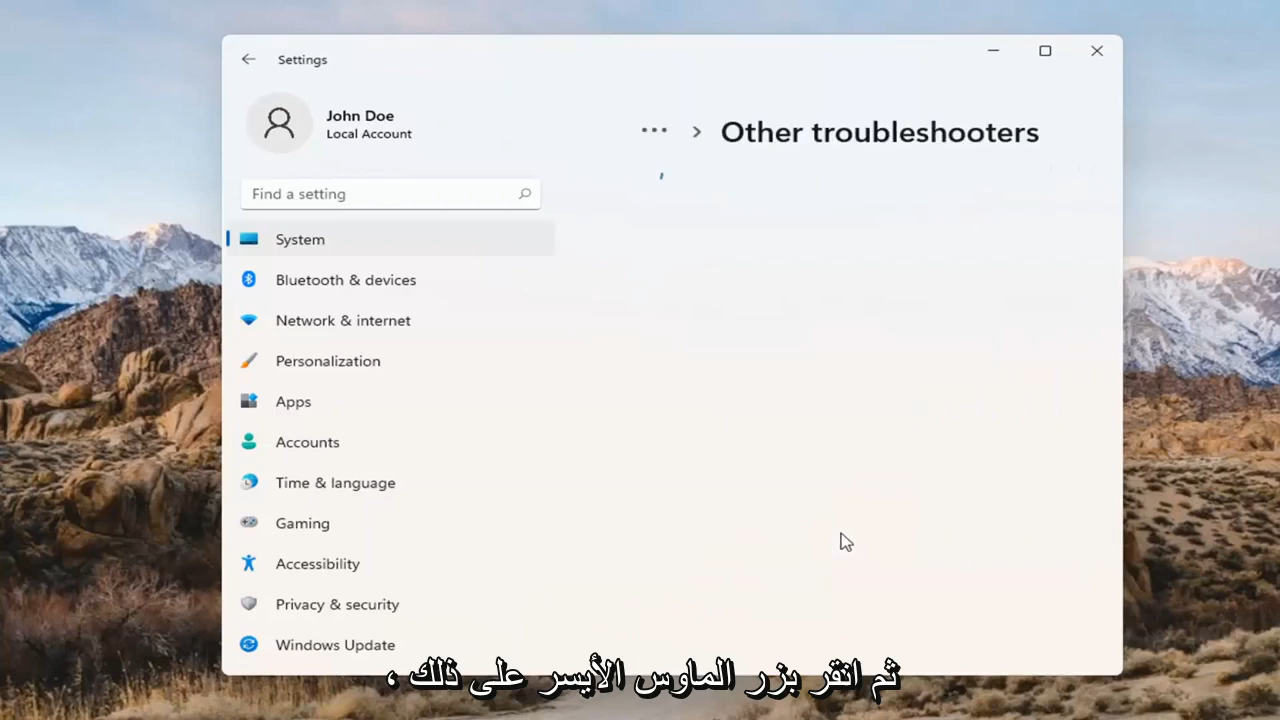 Settings
John Doe
Local Account
··· > Other troubleshooters
Find a setting
System
Bluetooth & devices
Network & internet
Personalization
Apps
Accounts
Time & language
Gaming
Accessibility
Privacy & security
Windows Update
ثم انقر بزر الماوس الأيسر على ذلك ،